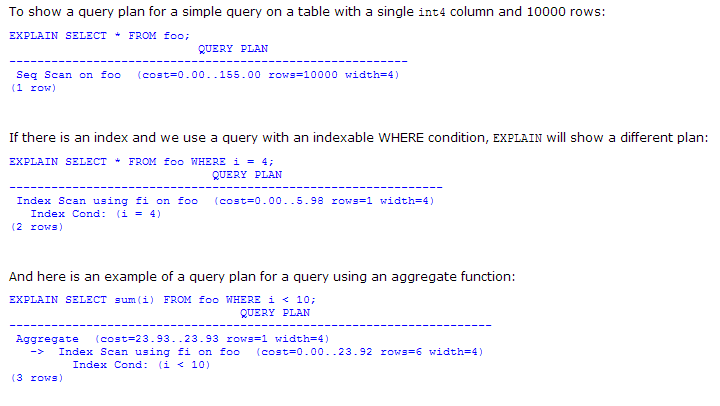 To show a query plan for a simple query on a table with a single int4 column and 10000 rows:
EXPLAIN SELECT * FROM foo;
QUERY PLAN
---------------------------------------------------------
Seq Scan on foo  (cost=0.00..155.00 rows=10000 width=4)
(1 row)
If there is an index and we use a query with an indexable WHERE condition, EXPLAIN will show a different plan:
EXPLAIN SELECT * FROM foo WHERE i = 4;
QUERY PLAN
--------------------------------------------------------------
Index Scan using fi on foo  (cost=0.00..5.98 rows=1 width=4)
Index Cond: (i = 4)
(2 rows)
And here is an example of a query plan for a query using an aggregate function:
EXPLAIN SELECT sum(i) FROM foo WHERE i < 10;
QUERY PLAN
---------------------------------------------------------------------
Aggregate  (cost=23.93..23.93 rows=1 width=4)
->  Index Scan using fi on foo  (cost=0.00..23.92 rows=6 width=4)
Index Cond: (i < 10)
(3 rows)